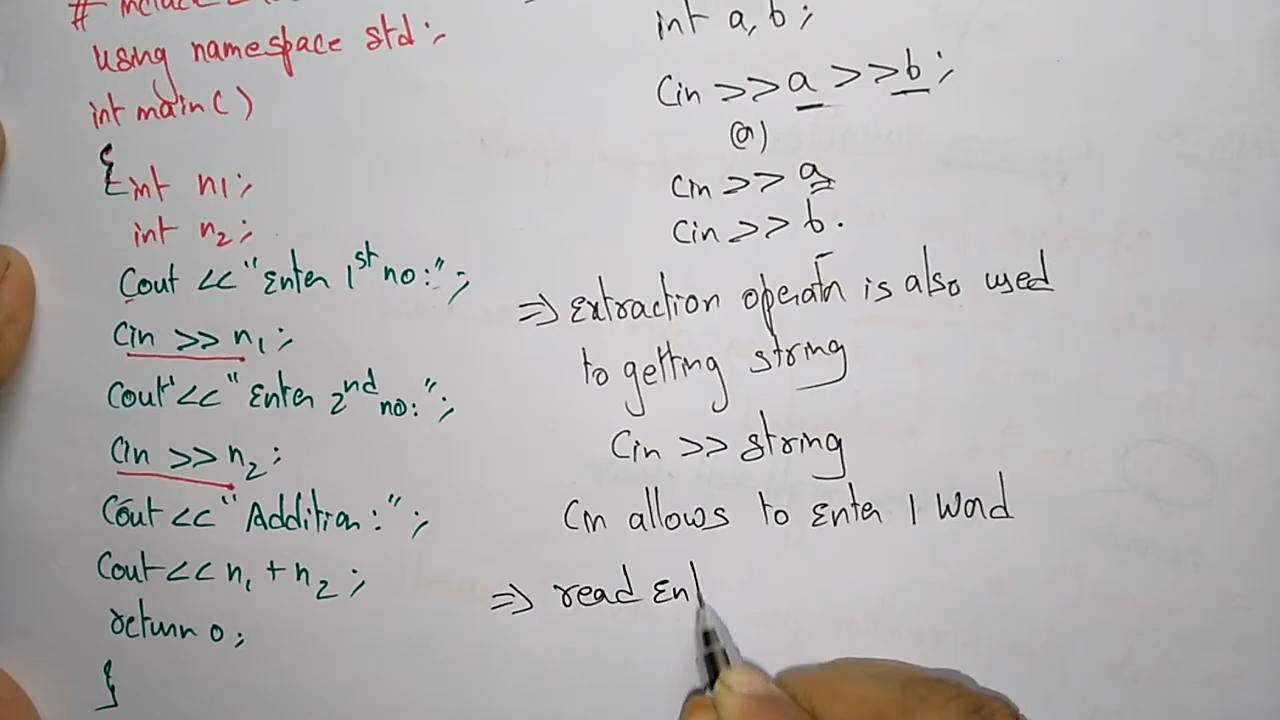 using namespace std;
int main()
{int n1;
int n2;
Cout << "Enter 1st no:";
Cin >> n1;
Cout << "Enter 2nd no:";
Cin >> n2;
Cout << "Addition:";
Cout << n1 + n2;
return 0;
}
int a, b;
Cin >> a >> b;
(or)
Cin >> a
Cin >> b.
=> Extraction operator is also used
to getting string
Cin >> string
Cin allows to Enter 1 Word
=> read Ent